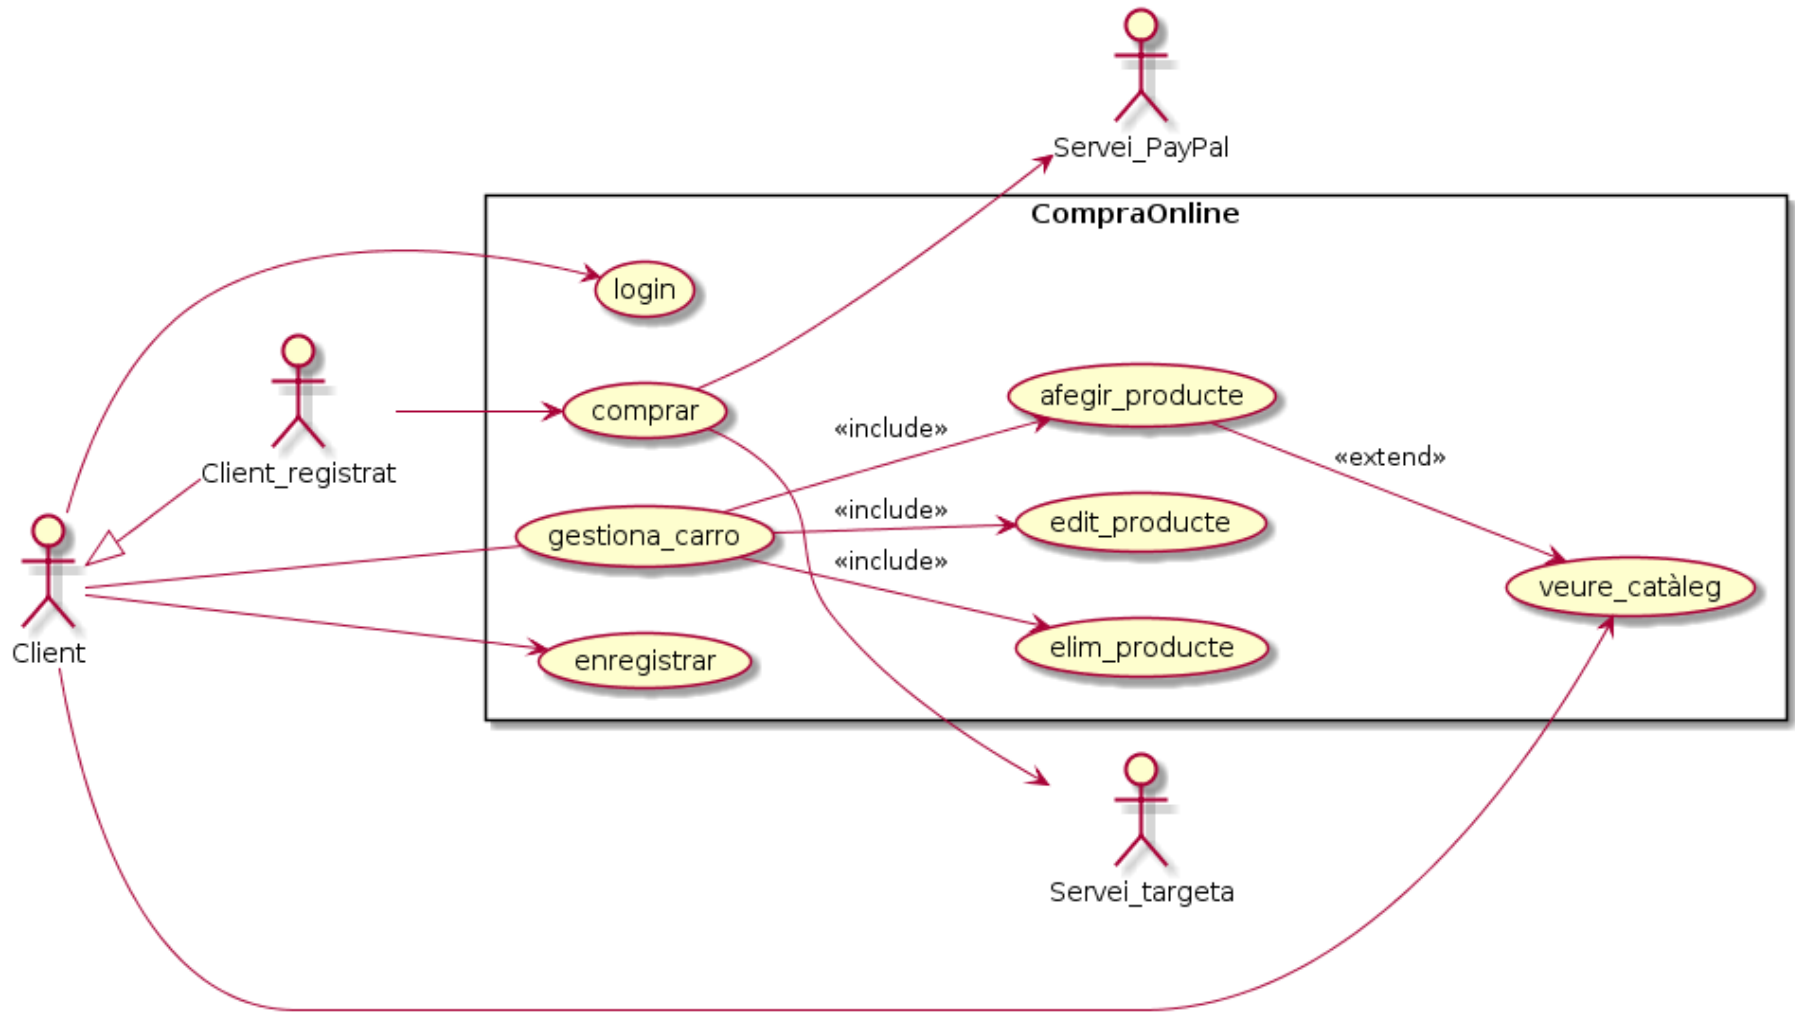 Servei_PayPal
CompraOnline
login
comprar
afegir_producte
«include»
«extend»
Client_registrat
«include»
edit_producte
gestiona_carro
«include»
veure_catàleg
elim_producte
Client
enregistrar
Servei_targeta